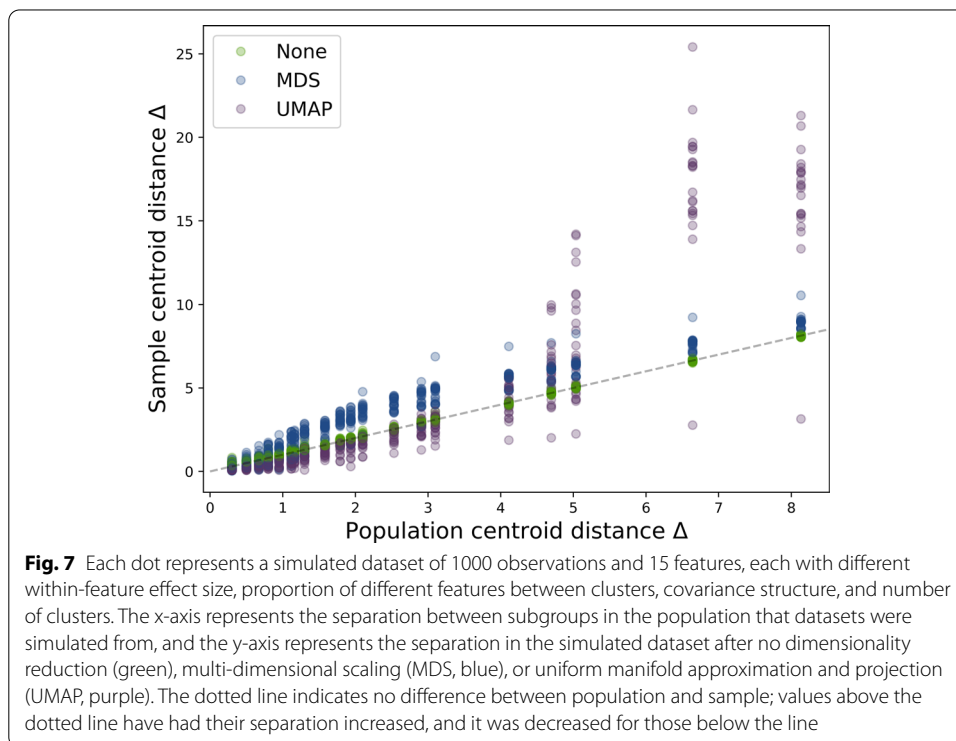 25
20
15
10
5
0
Sample centroid distance Δ
None
MDS
UMAP
0 1 2 3 4 5 6 7 8
Population centroid distance Δ
Fig. 7 Each dot represents a simulated dataset of 1000 observations and 15 features, each with different
within-feature effect size, proportion of different features between clusters, covariance structure, and number
of clusters. The x-axis represents the separation between subgroups in the population that datasets were
simulated from, and the y-axis represents the separation in the simulated dataset after no dimensionality
reduction (green), multi-dimensional scaling (MDS, blue), or uniform manifold approximation and projection
(UMAP, purple). The dotted line indicates no difference between population and sample; values above the
dotted line have had their separation increased, and it was decreased for those below the line